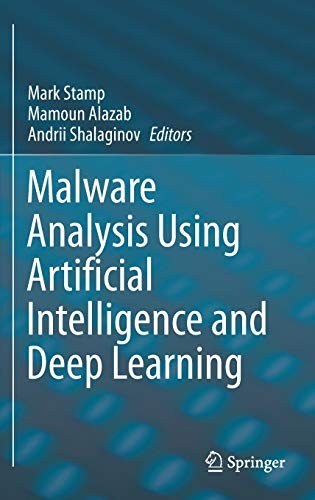 Mark Stamp
Mamoun Alazab
Andrii Shalaginov Editors
Malware
Analysis Using
Artificial
Intelligence and
Deep Learning
Springer